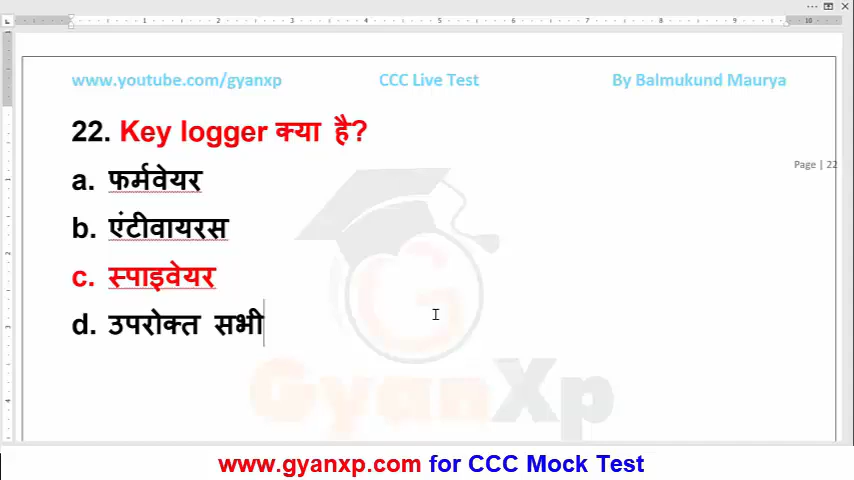 www.youtube.com/gyanxp CCC Live Test By Balmukund Maurya
22. Key logger क्या है?
Page | 22
a. फर्मवेयर
b. एंटीवायरस
c. स्पाइवेयर
d. उपरोक्त सभी
GyanXp
www.gyanxp.com for CCC Mock Test